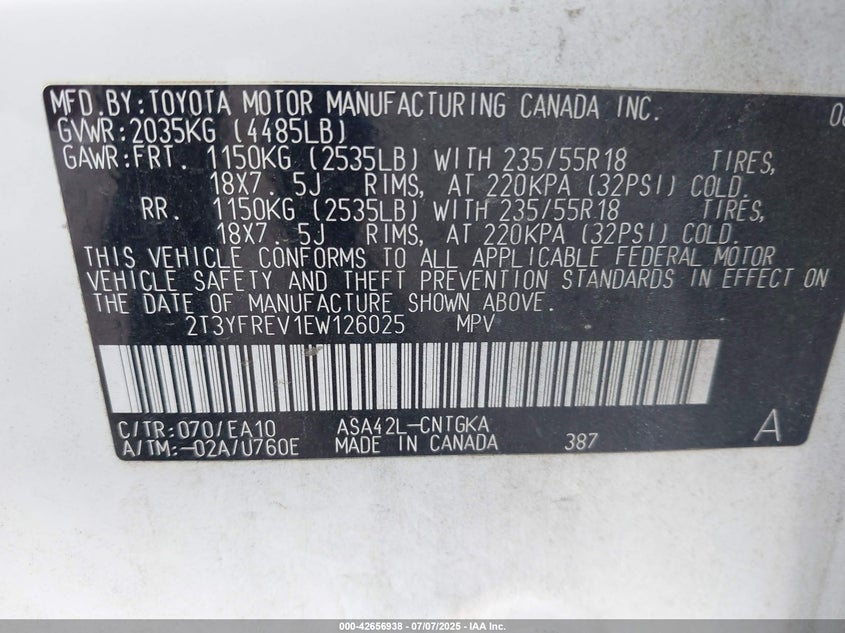 MFD.BY:TOYOTA MOTOR MANUFACTURING CANADA INC.
GVWR:2035KG (4485LB)
GAWR:FRT. 1150KG (2535LB) WITH 235/55R18 TIRES,
18X7.5J RIMS, AT 220KPA (32PSI) COLD.
RR. 1150KG (2535LB) WITH 235/55R18 TIRES,
18X7.5J RIMS, AT 220KPA (32PSI) COLD.
THIS VEHICLE CONFORMS TO ALL APPLICABLE FEDERAL MOTOR
VEHICLE SAFETY AND THEFT PREVENTION STANDARDS IN EFFECT ON
THE DATE OF MANUFACTURE SHOWN ABOVE.
2T3YFREV1EW126025 MPV
C/TR:070/EA10 ASA42L-CNTGKA
A/TM:-02A/U760E MADE IN CANADA 387 A
000-42656938 - 07/07/2025 - IAA Inc.